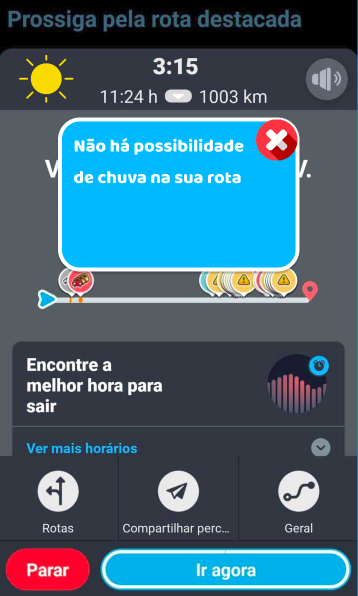 Prossiga pela rota destacada
3:15
11:24 h 1003 km
Não há possibilidade
de chuva na sua rota
Encontre a
melhor hora para
sair
Ver mais horários
Rotas
Compartilhar perc...
Geral
Parar
Ir agora